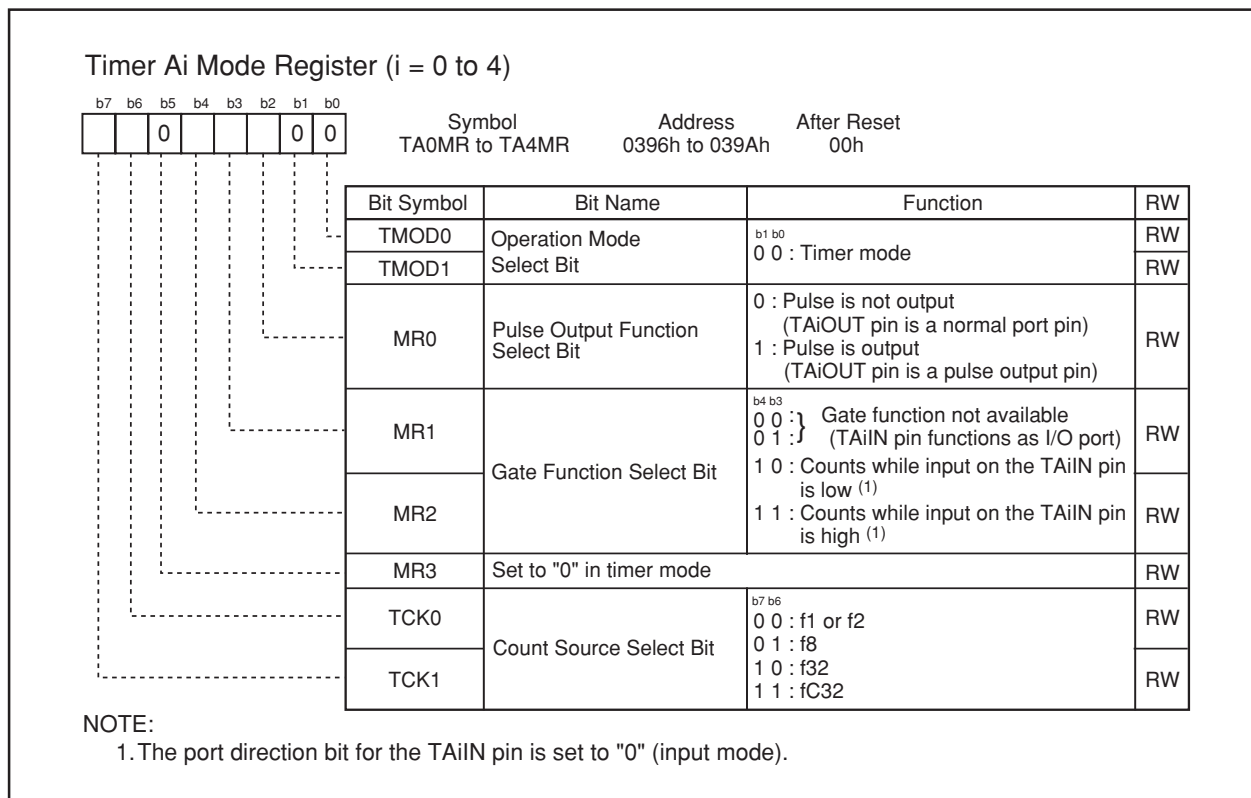 Timer Ai Mode Register (i = 0 to 4)
b7 b6 b5 b4 b3 b2 b1 b0
0 0 0
Symbol Address After Reset
TA0MR to TA4MR 0396h to 039Ah 00h
Bit Symbol Bit Name Function RW
TMOD0 Operation Mode Select Bit b1 b0 RW
0 0 : Timer mode
TMOD1 RW
MR0 Pulse Output Function Select Bit 0 : Pulse is not output
(TAiOUT pin is a normal port pin)
1 : Pulse is output
(TAiOUT pin is a pulse output pin) RW
MR1 Gate Function Select Bit b4 b3
0 0 : } Gate function not available
0 1 : (TAiIN pin functions as I/O port) RW
1 0 : Counts while input on the TAiIN pin
is low (1)
MR2 1 1 : Counts while input on the TAiIN pin
is high (1) RW
MR3 Set to "0" in timer mode RW
TCK0 Count Source Select Bit b7 b6
0 0 : f1 or f2 RW
0 1 : f8
TCK1 1 0 : f32
1 1 : fC32 RW
NOTE:
1. The port direction bit for the TAiIN pin is set to "0" (input mode).